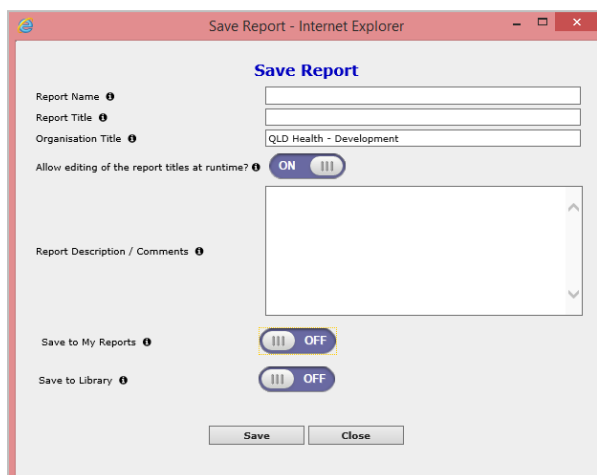 Save Report - Internet Explorer
Save Report
Report Name
Report Title
Organisation Title QLD Health - Development
Allow editing of the report titles at runtime? ON
Report Description / Comments
Save to My Reports OFF
Save to Library OFF
Save Close